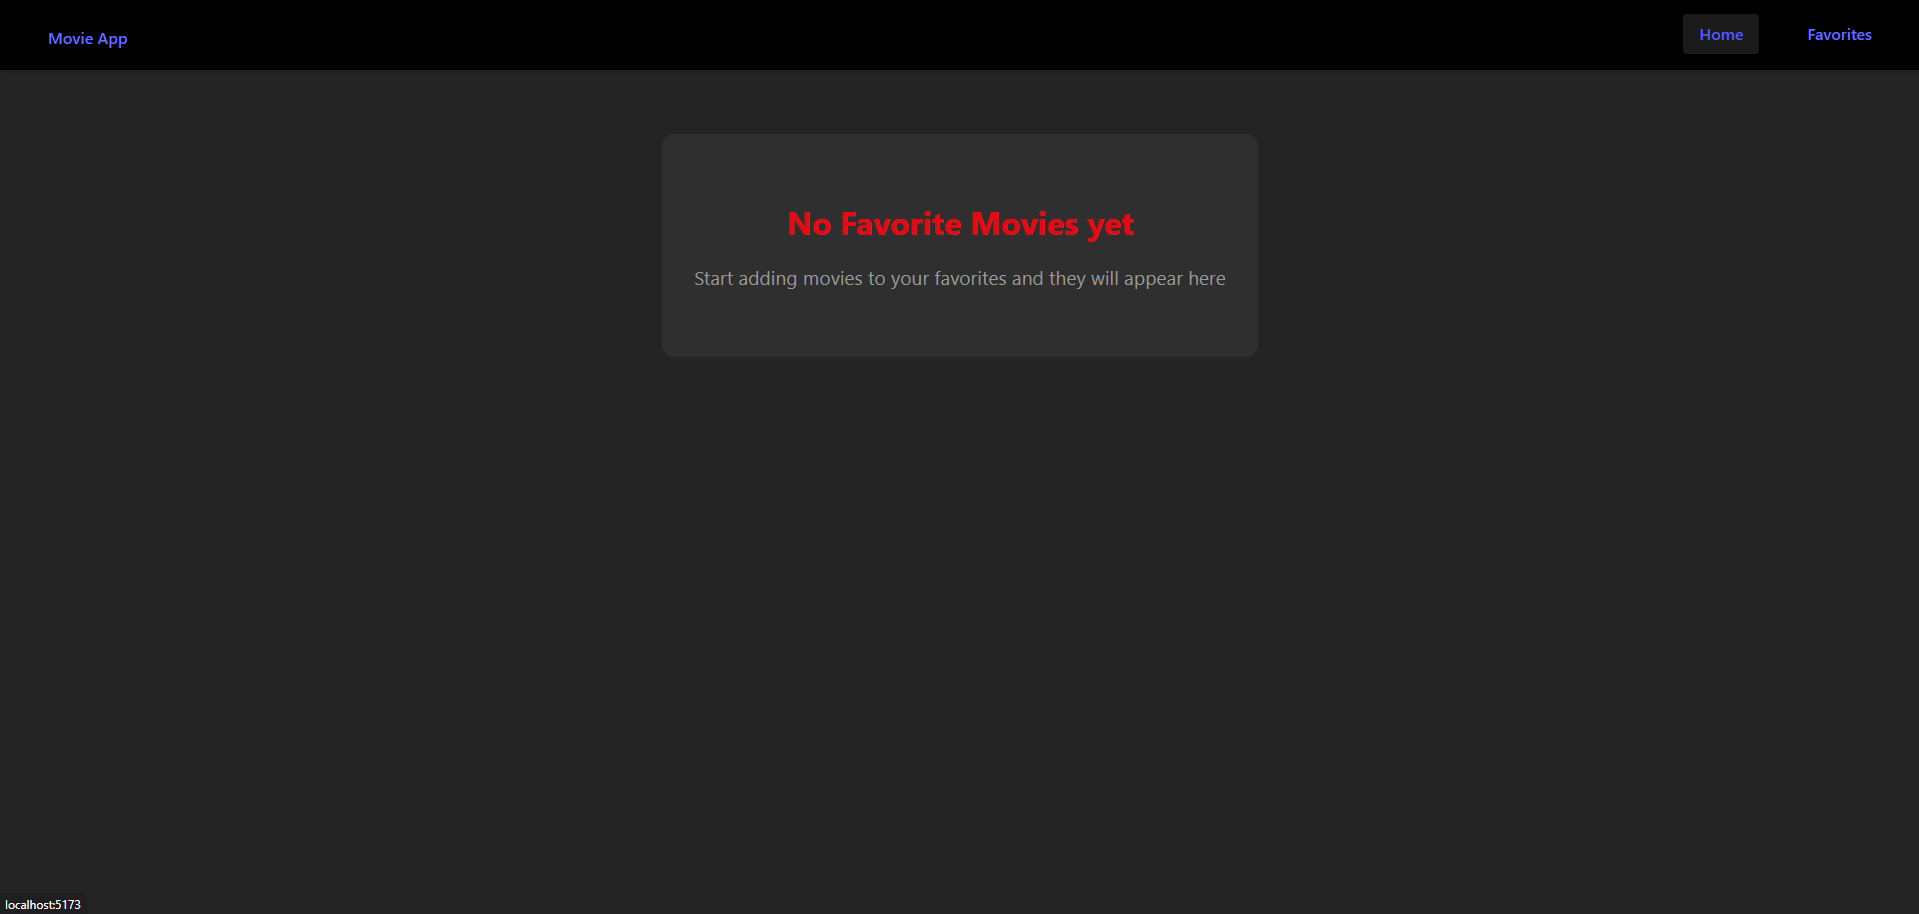 Movie App
Home
Favorites
No Favorite Movies yet
Start adding movies to your favorites and they will appear here
localhost:5173